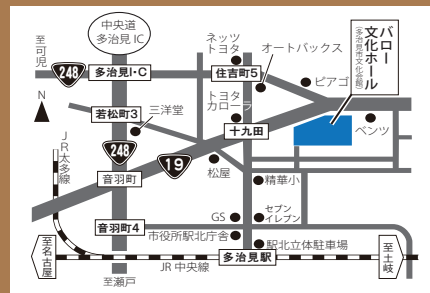 中央道
多治見IC
至可児
248
多治見I・C
ネッツ
トヨタ
オートバックス
住吉町5
ピアゴ
バロー
文化ホール
(多治見市文化会館)
N
若松町3
三洋堂
トヨタ
カローラ
十九田
ベンツ
JR太多線
248
19
音羽町
松屋
精華小
音羽町4
GS
セブン
イレブン
市役所駅北庁舎
駅北立体駐車場
至名古屋
JR中央線
多治見駅
至土岐
至瀬戸